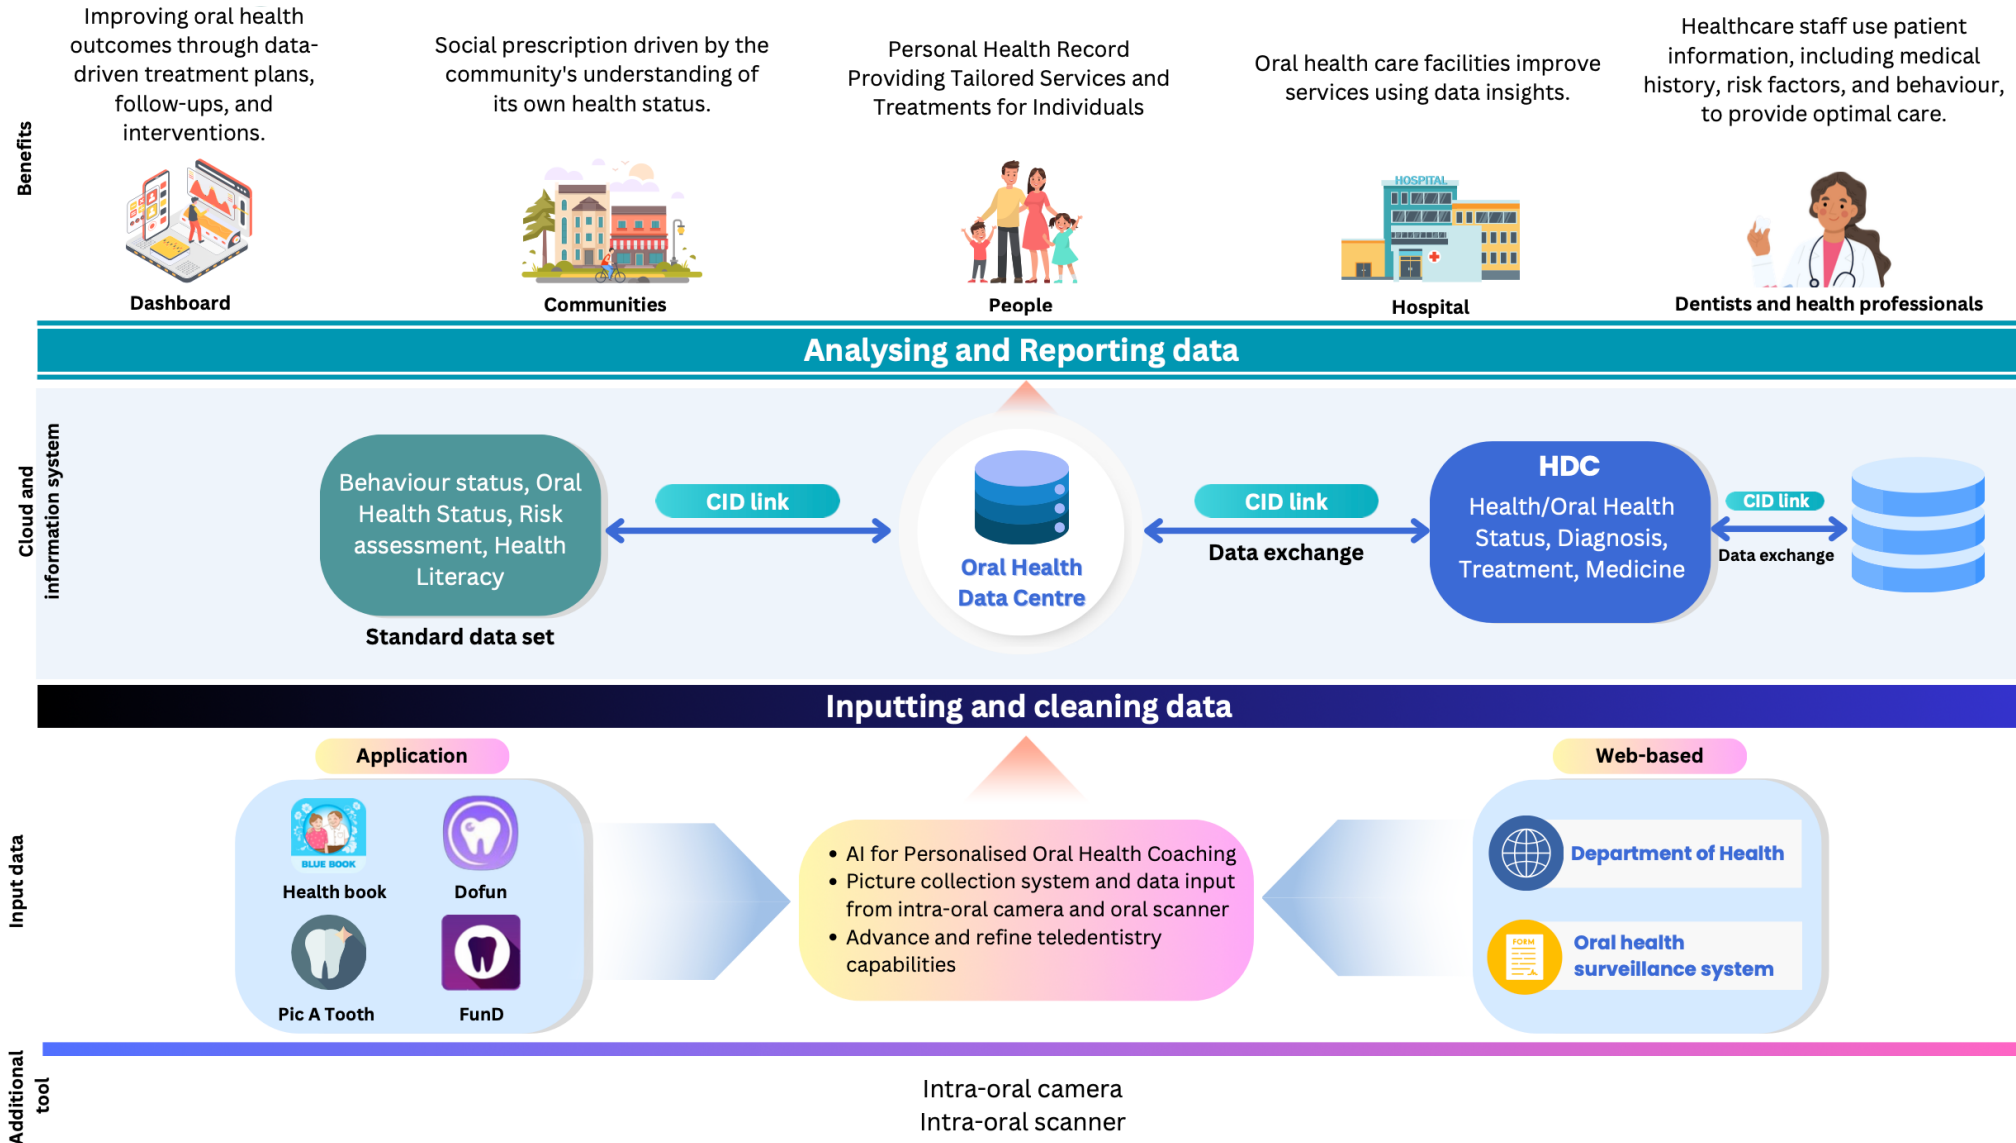 Improving oral health
outcomes through data-
driven treatment plans,
follow-ups, and
interventions.
Dashboard
Social prescription driven by the
community's understanding of
its own health status.
Communities
Personal Health Record
Providing Tailored Services and
Treatments for Individuals
People
Oral health care facilities improve
services using data insights.
HOSPITAL
Hospital
Healthcare staff use patient
information, including medical
history, risk factors, and behaviour,
to provide optimal care.
Dentists and health professionals
Benefits
Analysing and Reporting data
Cloud and
information system
Behaviour status, Oral
Health Status, Risk
assessment, Health
Literacy
Standard data set
CID link
Oral Health
Data Centre
CID link
Data exchange
HDC
Health/Oral Health
Status, Diagnosis,
Treatment, Medicine
CID link
Data exchange
Inputting and cleaning data
Input data
Application
BLUE BOOK
Health book
Dofun
Pic A Tooth
FunD
• AI for Personalised Oral Health Coaching
• Picture collection system and data input
from intra-oral camera and oral scanner
• Advance and refine teledentistry
capabilities
Web-based
Department of Health
FORM
Oral health
surveillance system
Additional
tool
Intra-oral camera
Intra-oral scanner